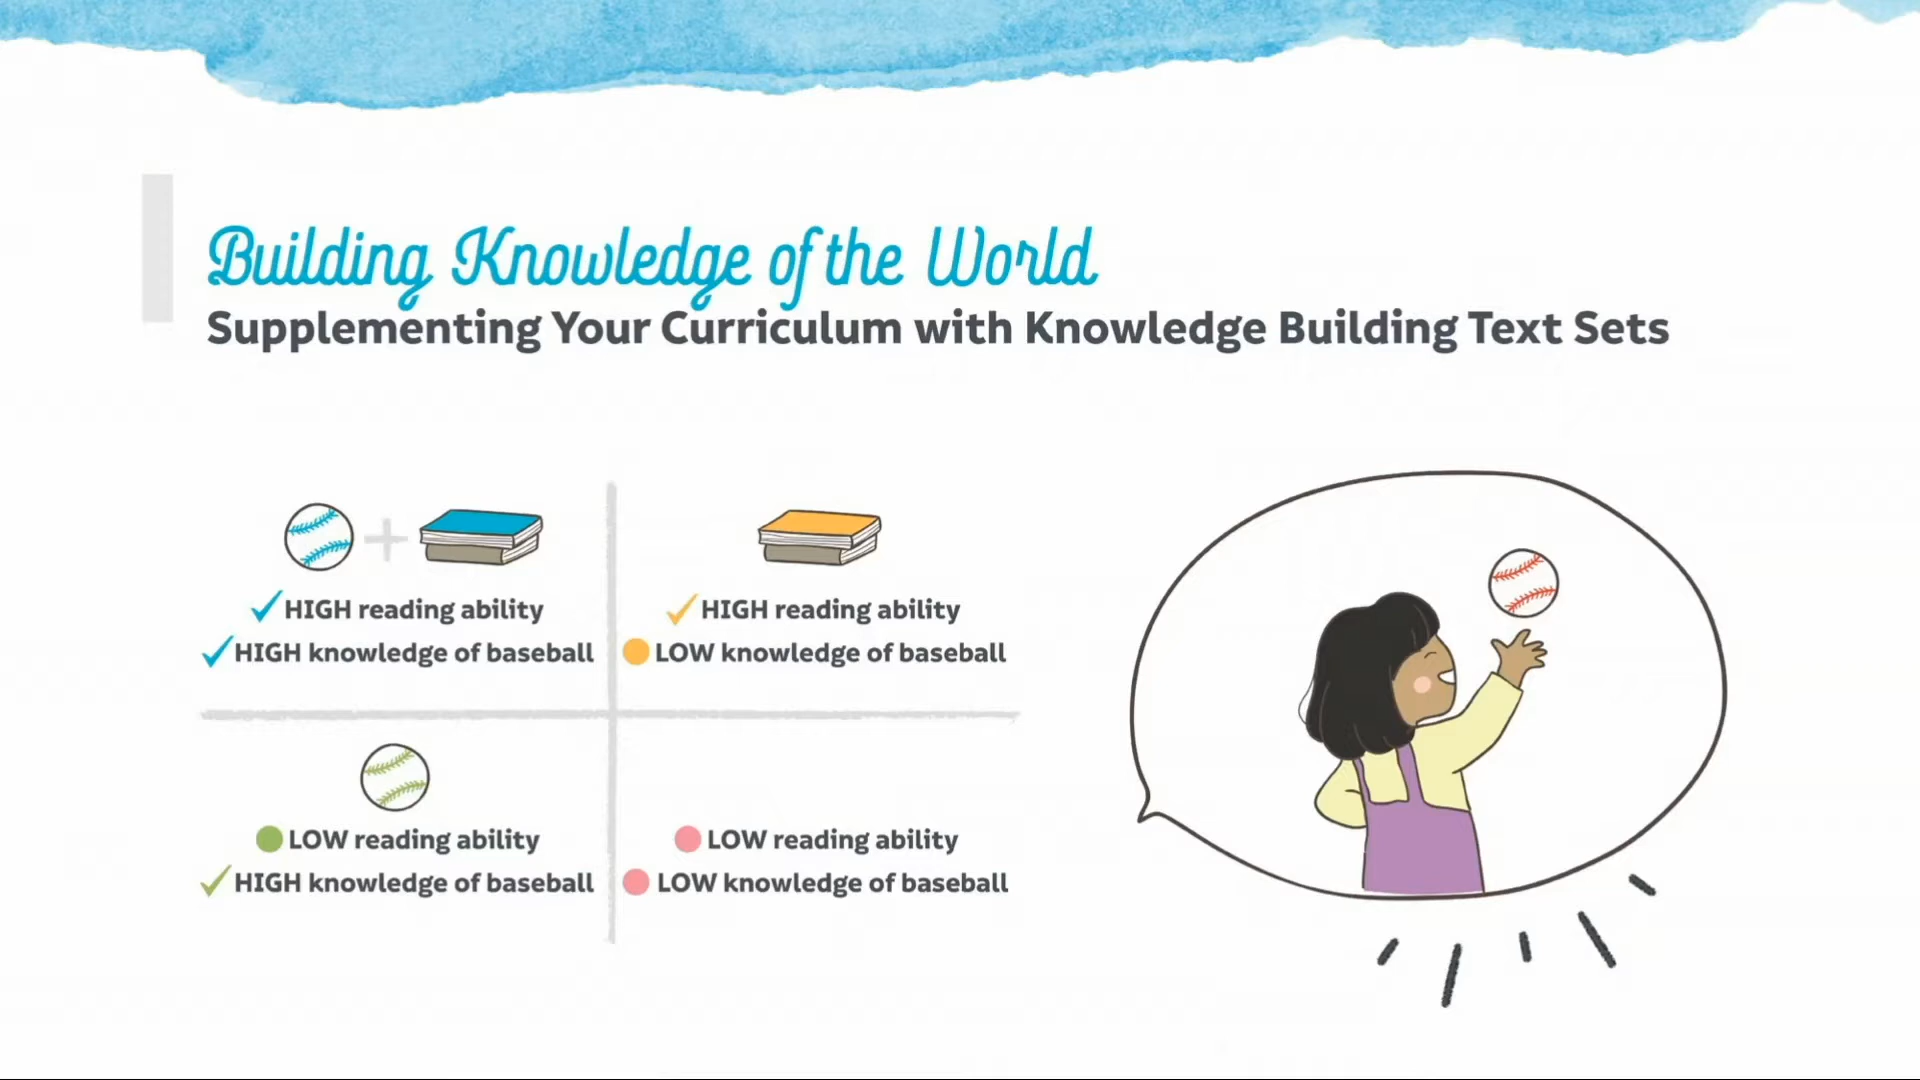 Building Knowledge of the World
Supplementing Your Curriculum with Knowledge Building Text Sets
HIGH reading ability
HIGH knowledge of baseball
HIGH reading ability
LOW knowledge of baseball
LOW reading ability
HIGH knowledge of baseball
LOW reading ability
LOW knowledge of baseball